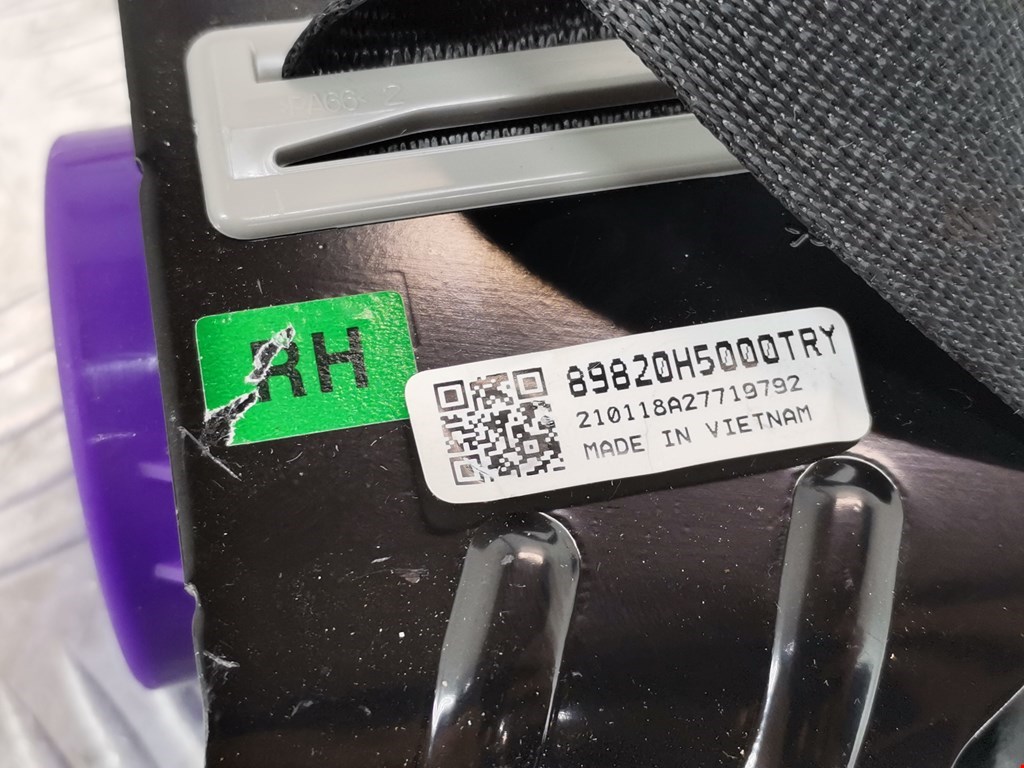 RH
89820H5000TRY
210118A27719792
MADE IN VIETNAM